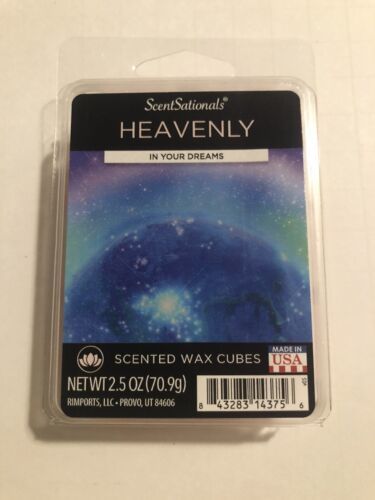 ScentSationals®
HEAVENLY
IN YOUR DREAMS
SCENTED WAX CUBES
MADE IN
USA
NET WT 2.5 OZ (70.9g)
RIMPORTS, LLC • PROVO, UT 84606
8 43283 14375 6